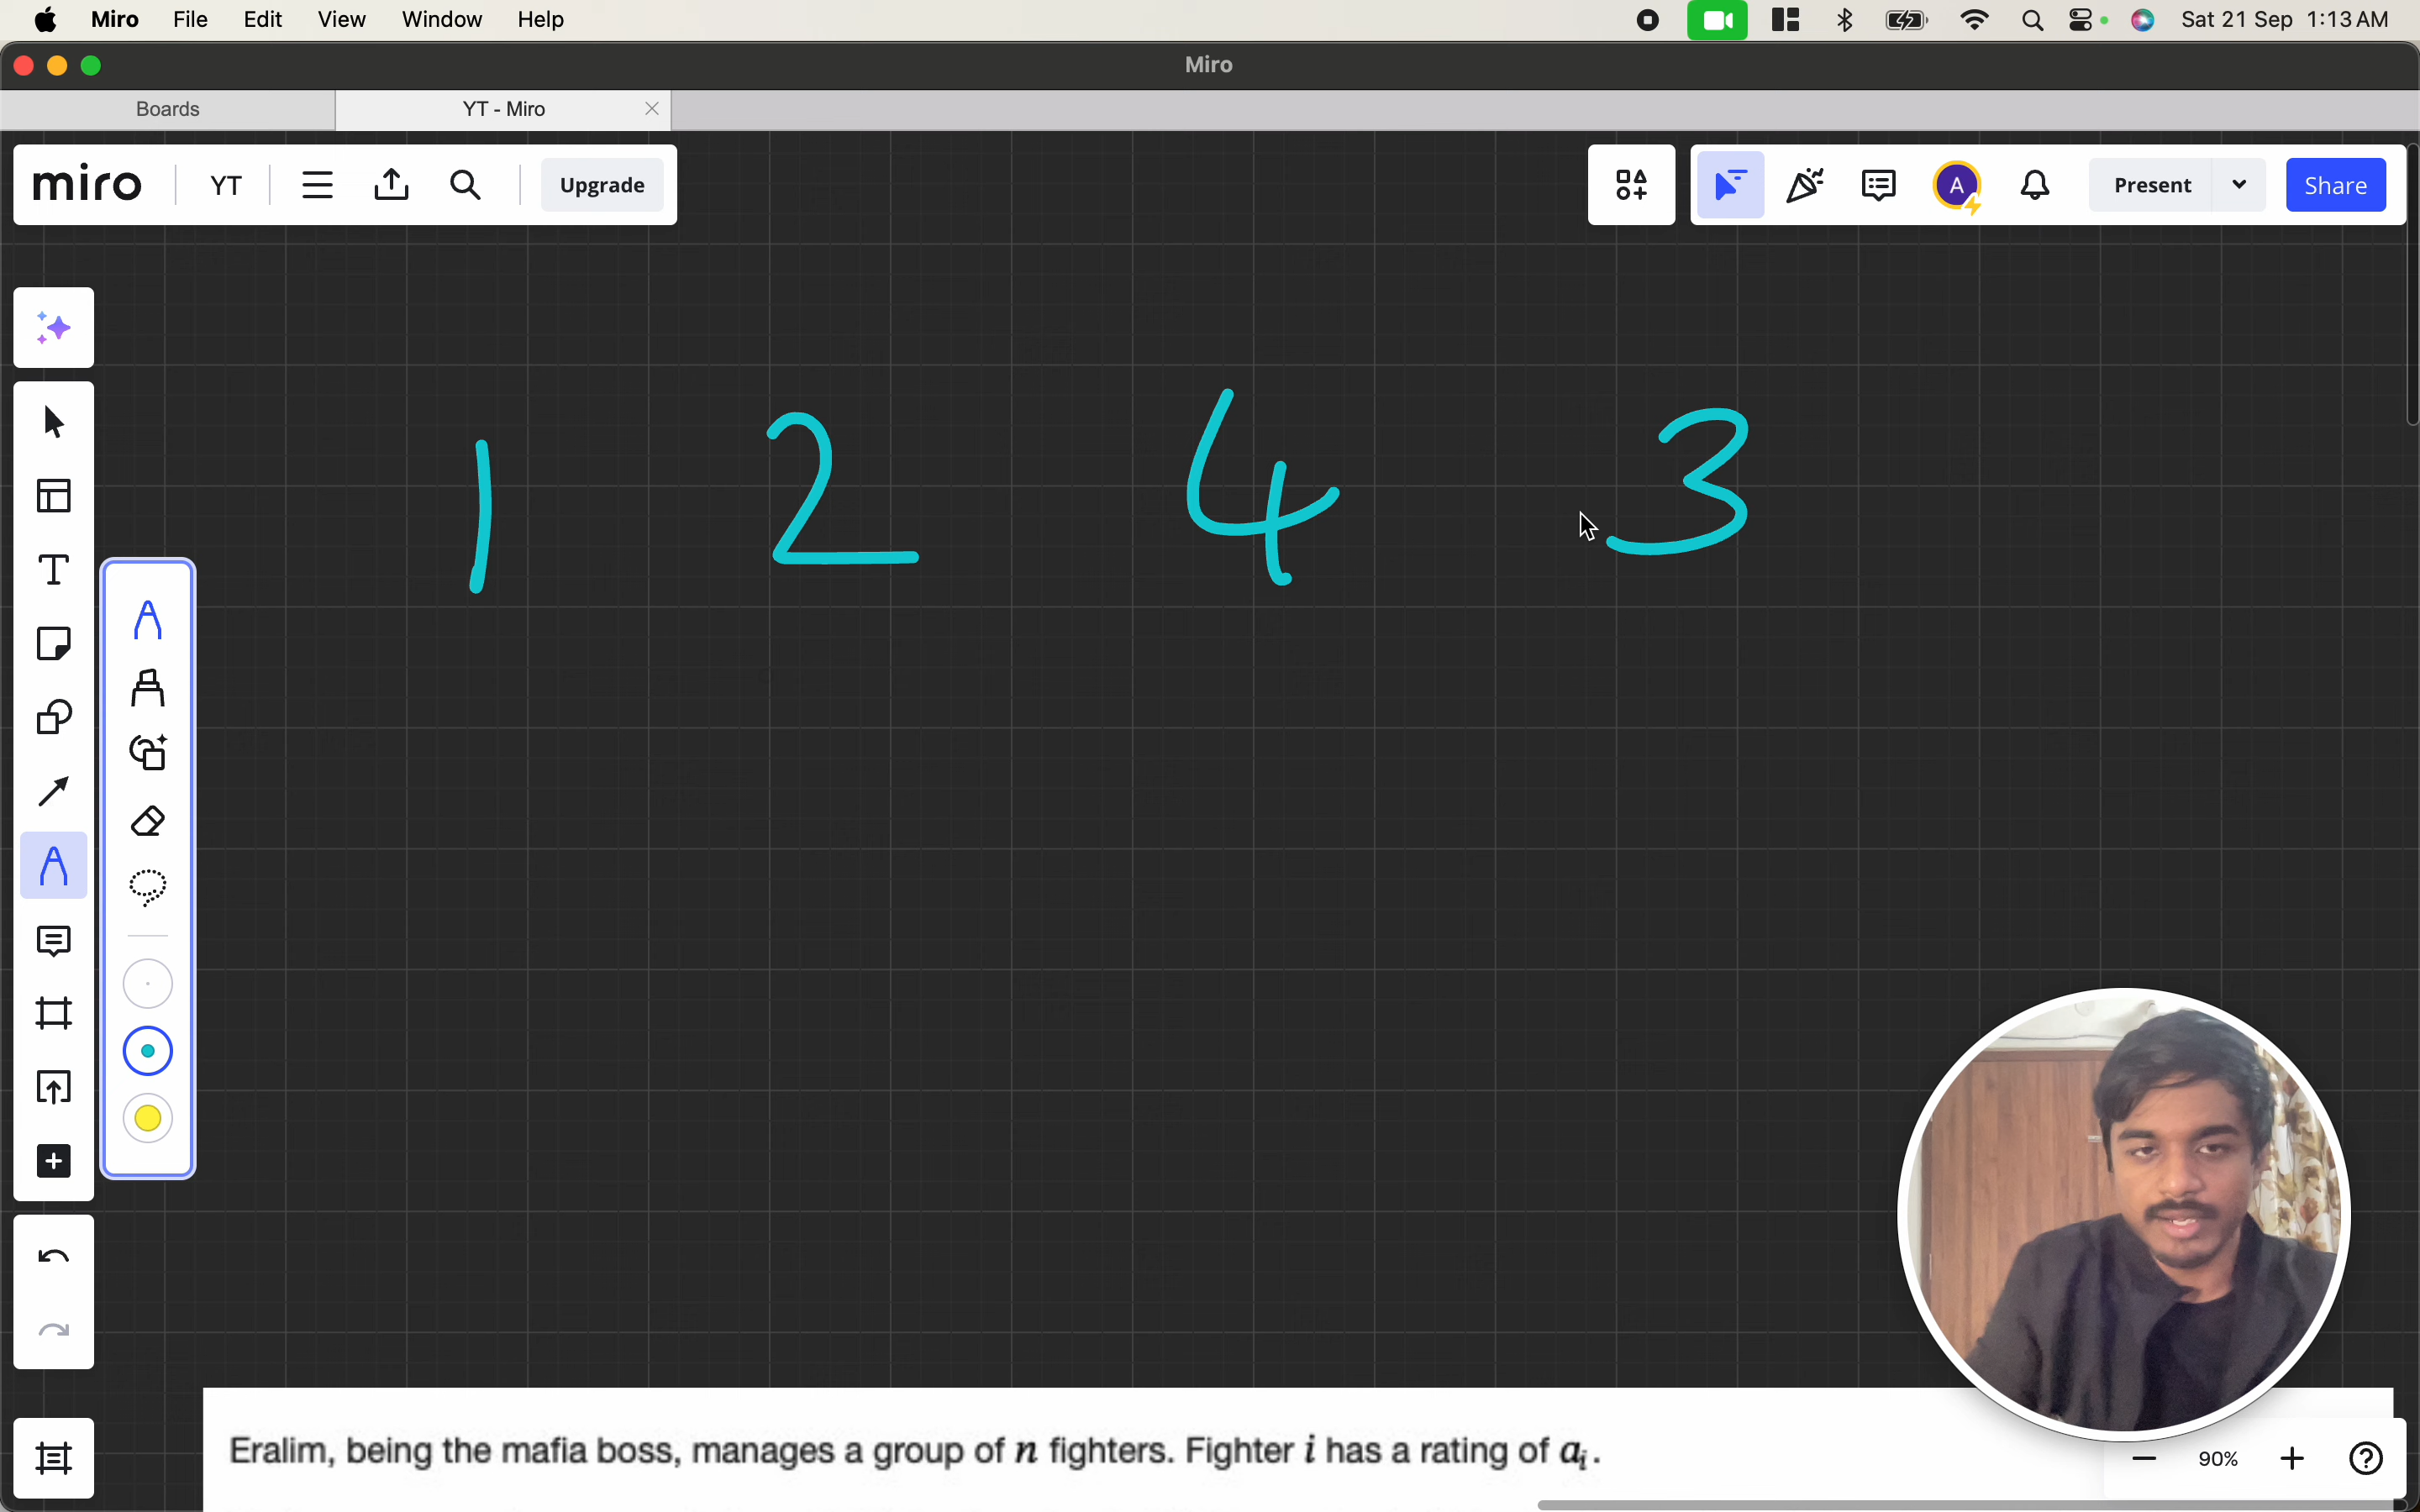 Miro File Edit View Window Help Sat 21 Sep 1:13 AM
Miro
Boards YT - Miro
miro YT Upgrade A Present Share
1 2 4 3
Eralim, being the mafia boss, manages a group of n fighters. Fighter i has a rating of aᵢ.
90%